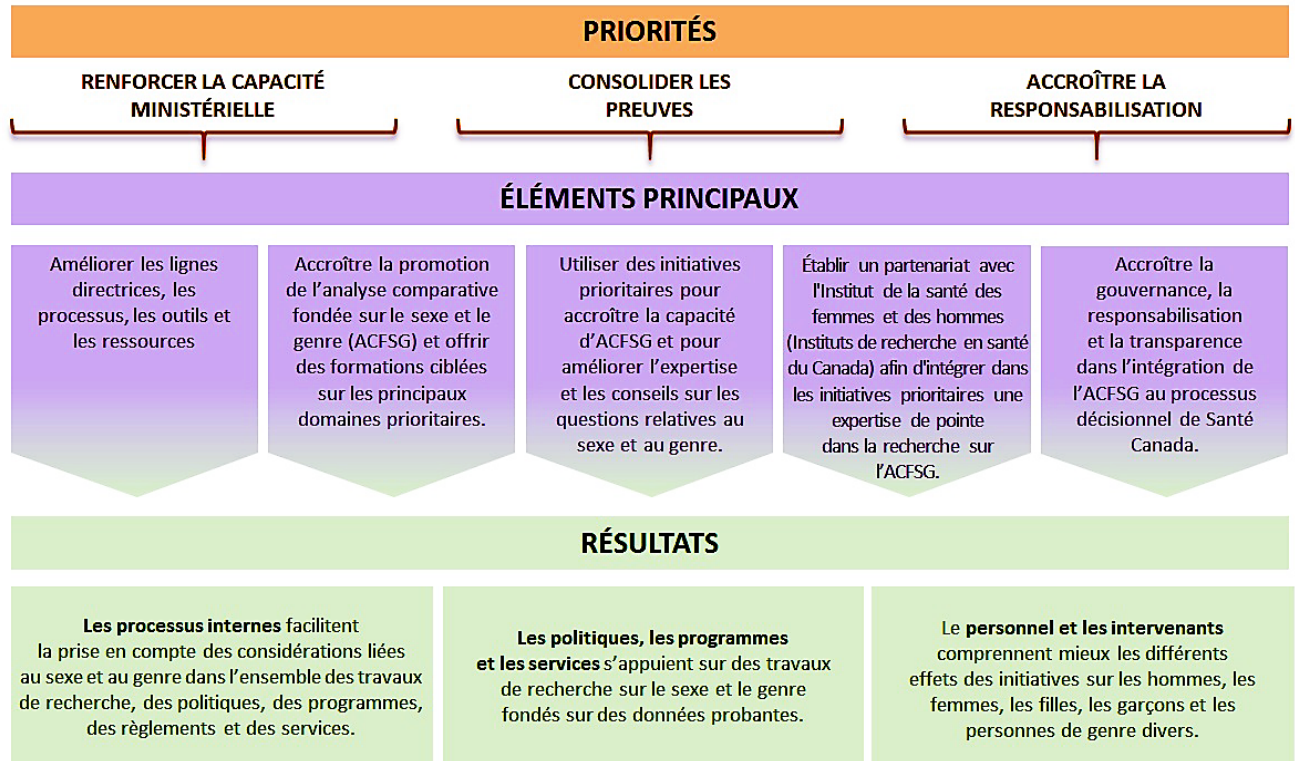 PRIORITÉS
RENFORCER LA CAPACITÉ
MINISTÉRIELLE
CONSOLIDER LES
PREUVES
ACCROÎTRE LA
RESPONSABILISATION
ÉLÉMENTS PRINCIPAUX
Améliorer les lignes
directrices, les
processus, les outils et
les ressources
Accroître la promotion
de l’analyse comparative
fondée sur le sexe et le
genre (ACFSG) et offrir
des formations ciblées
sur les principaux
domaines prioritaires.
Utiliser des initiatives
prioritaires pour
accroître la capacité
d’ACFSG et pour
améliorer l’expertise
et les conseils sur les
questions relatives au
sexe et au genre.
Établir un partenariat avec
l'Institut de la santé des
femmes et des hommes
(Instituts de recherche en santé
du Canada) afin d'intégrer dans
les initiatives prioritaires une
expertise de pointe
dans la recherche sur
l’ACFSG.
Accroître la
gouvernance, la
responsabilisation
et la transparence
dans l’intégration de
l’ACFSG au processus
décisionnel de Santé
Canada.
RÉSULTATS
Les processus internes facilitent
la prise en compte des considérations liées
au sexe et au genre dans l’ensemble des travaux
de recherche, des politiques, des programmes,
des règlements et des services.
Les politiques, les programmes
et les services s’appuient sur des travaux
de recherche sur le sexe et le genre
fondés sur des données probantes.
Le personnel et les intervenants
comprennent mieux les différents
effets des initiatives sur les hommes, les
femmes, les filles, les garçons et les
personnes de genre divers.